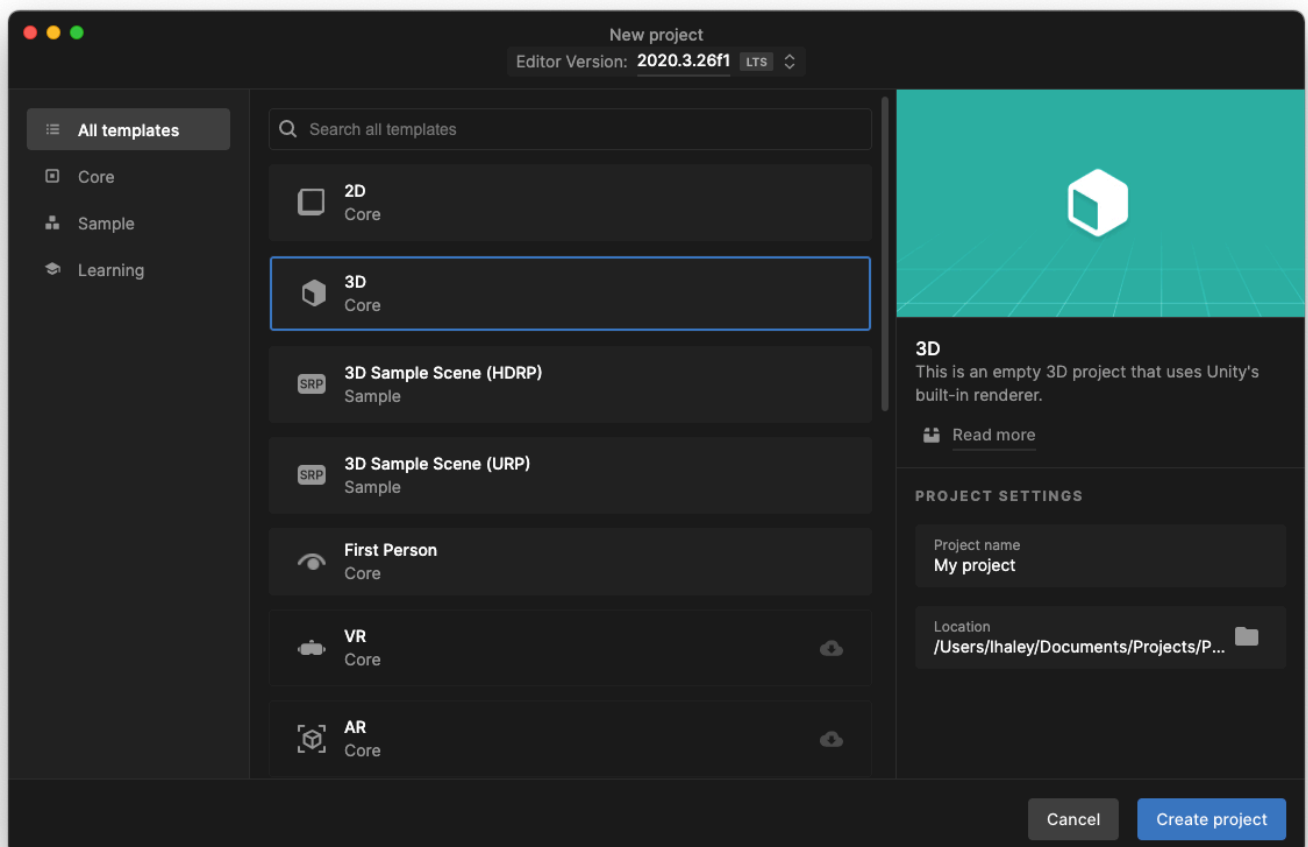 New project
Editor Version: 2020.3.26f1 LTS
All templates
Core
Sample
Learning
Search all templates
2D
Core
3D
Core
SRP
3D Sample Scene (HDRP)
Sample
SRP
3D Sample Scene (URP)
Sample
First Person
Core
VR
Core
AR
Core
3D
This is an empty 3D project that uses Unity's
built-in renderer.
Read more
PROJECT SETTINGS
Project name
My project
Location
/Users/lhaley/Documents/Projects/P...
Cancel
Create project